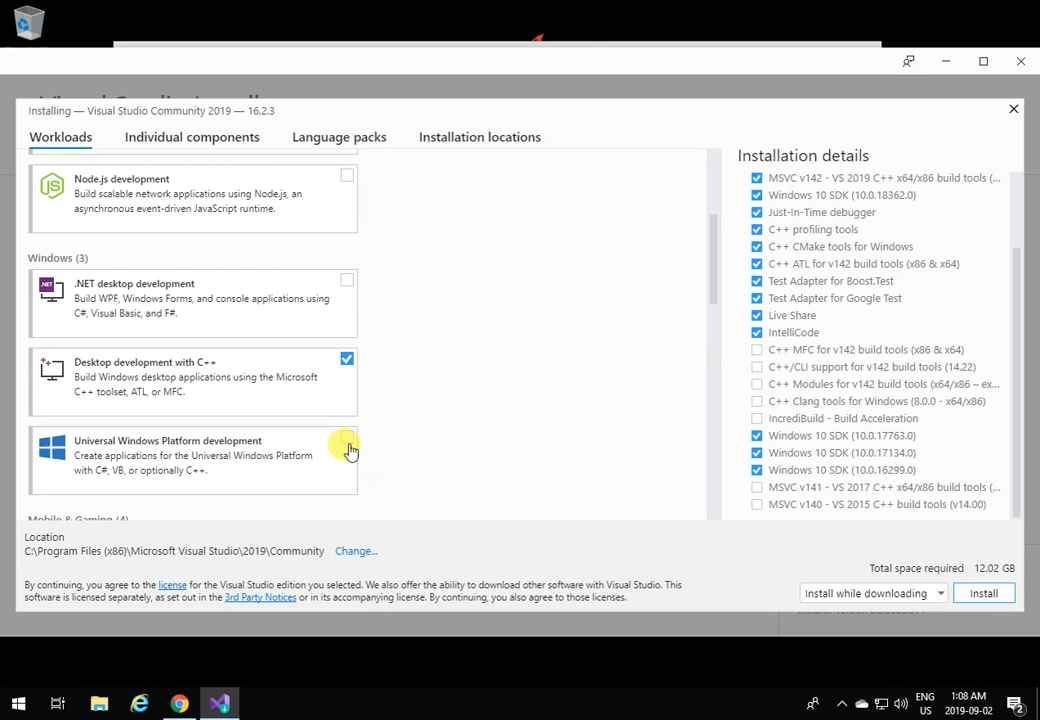 Installing — Visual Studio Community 2019 — 16.2.3
Workloads
Individual components
Language packs
Installation locations
Node.js development
Build scalable network applications using Node.js, an
asynchronous event-driven JavaScript runtime.
Windows (3)
.NET desktop development
Build WPF, Windows Forms, and console applications using
C#, Visual Basic, and F#.
Desktop development with C++
Build Windows desktop applications using the Microsoft
C++ toolset, ATL, or MFC.
Universal Windows Platform development
Create applications for the Universal Windows Platform
with C#, VB, or optionally C++.
Mobile & Gaming (4)
Installation details
MSVC v142 - VS 2019 C++ x64/x86 build tools (...
Windows 10 SDK (10.0.18362.0)
Just-In-Time debugger
C++ profiling tools
C++ CMake tools for Windows
C++ ATL for v142 build tools (x86 & x64)
Test Adapter for Boost.Test
Test Adapter for Google Test
Live Share
IntelliCode
C++ MFC for v142 build tools (x86 & x64)
C++/CLI support for v142 build tools (14.22)
C++ Modules for v142 build tools (x64/x86 – ex...
C++ Clang tools for Windows (8.0.0 - x64/x86)
IncrediBuild - Build Acceleration
Windows 10 SDK (10.0.17763.0)
Windows 10 SDK (10.0.17134.0)
Windows 10 SDK (10.0.16299.0)
MSVC v141 - VS 2017 C++ x64/x86 build tools (...
MSVC v140 - VS 2015 C++ build tools (v14.00)
Location
C:\Program Files (x86)\Microsoft Visual Studio\2019\Community Change...
By continuing, you agree to the license for the Visual Studio edition you selected. We also offer the ability to download other software with Visual Studio. This
software is licensed separately, as set out in the 3rd Party Notices or in its accompanying license. By continuing, you also agree to those licenses.
Total space required 12.02 GB
Install while downloading
Install
ENG
US
1:08 AM
2019-09-02
2